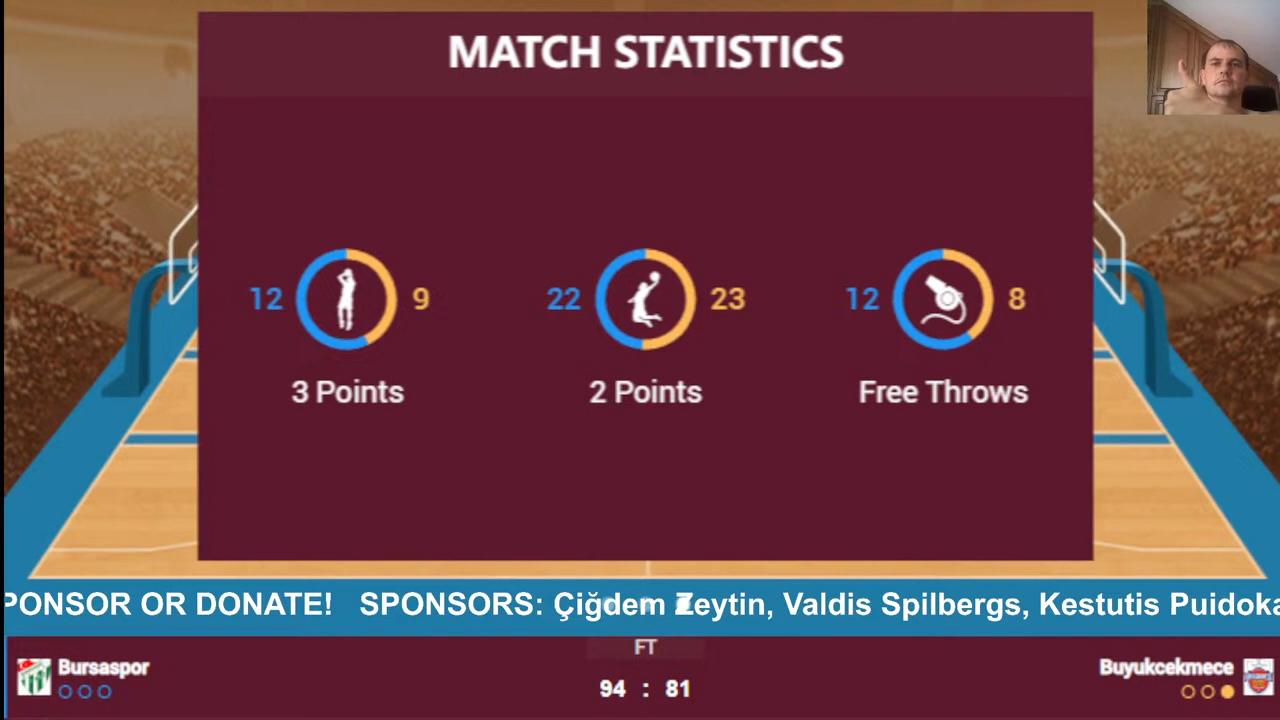 MATCH STATISTICS
12 9
22 23
12 8
3 Points
2 Points
Free Throws
PONSOR OR DONATE! SPONSORS: Çiğdem Zeytin, Valdis Spilbergs, Kestutis Puidoka
FT
Bursaspor
94 : 81
Buyukcekmece